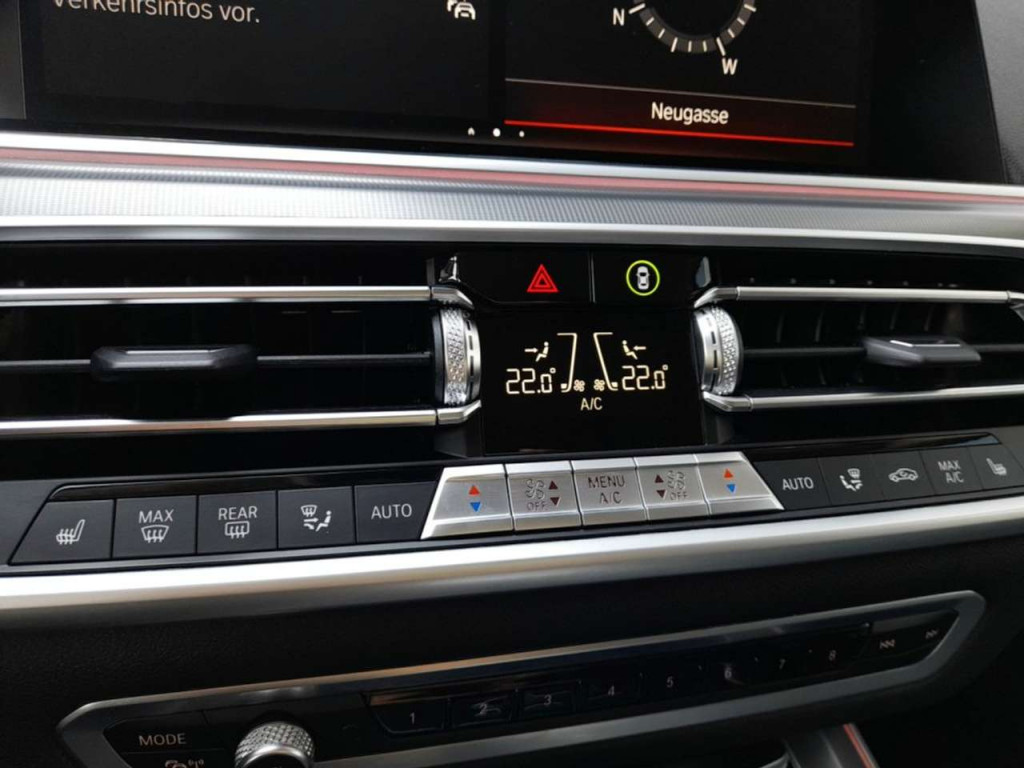 Verkehrsinfos vor.
N
W
Neugasse
22.0°
22.0°
A/C
MAX
REAR
AUTO
OFF
MENU
A/C
OFF
AUTO
MAX
A/C
1
2
3
4
5
6
7
8
MODE